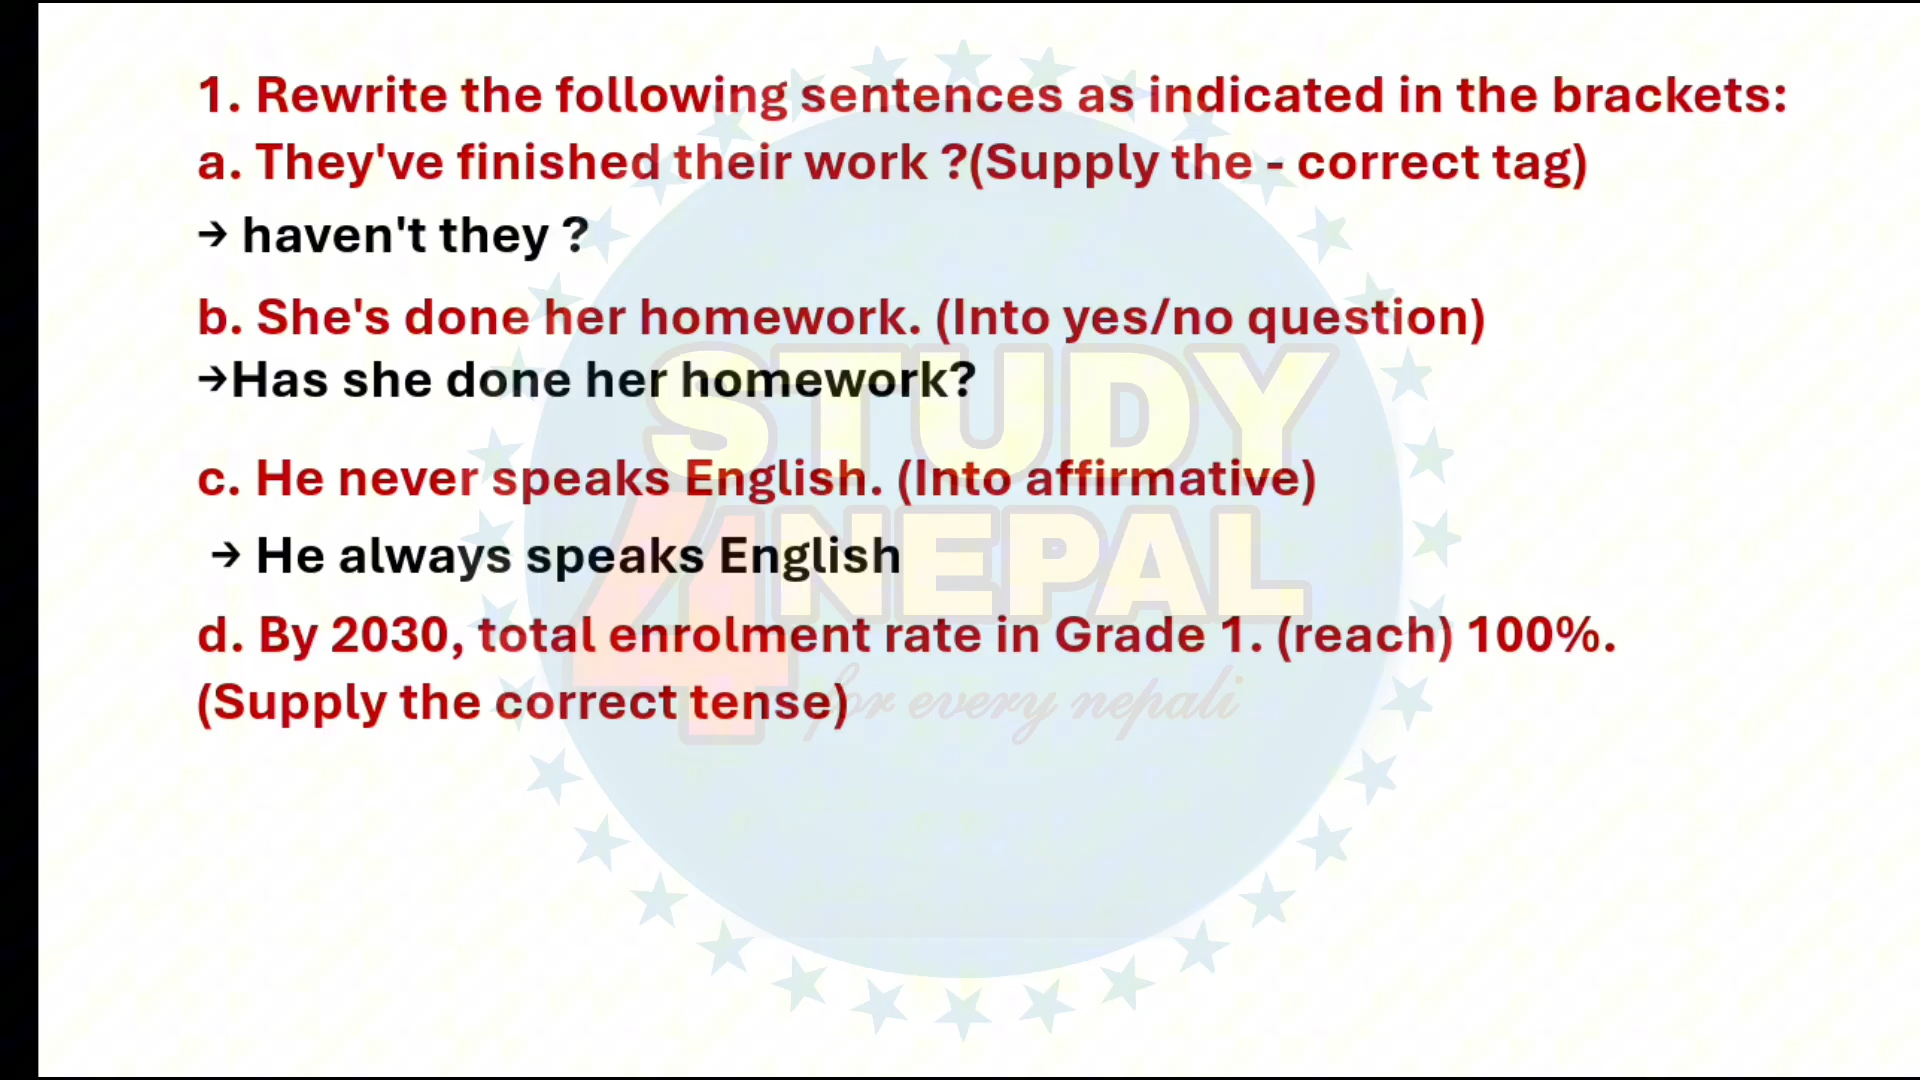 1. Rewrite the following sentences as indicated in the brackets:
a. They've finished their work ?(Supply the - correct tag)
→ haven't they ?
b. She's done her homework. (Into yes/no question)
→Has she done her homework?
c. He never speaks English. (Into affirmative)
→ He always speaks English
d. By 2030, total enrolment rate in Grade 1. (reach) 100%.
(Supply the correct tense)
STUDY
4 NEPAL
for every nepali